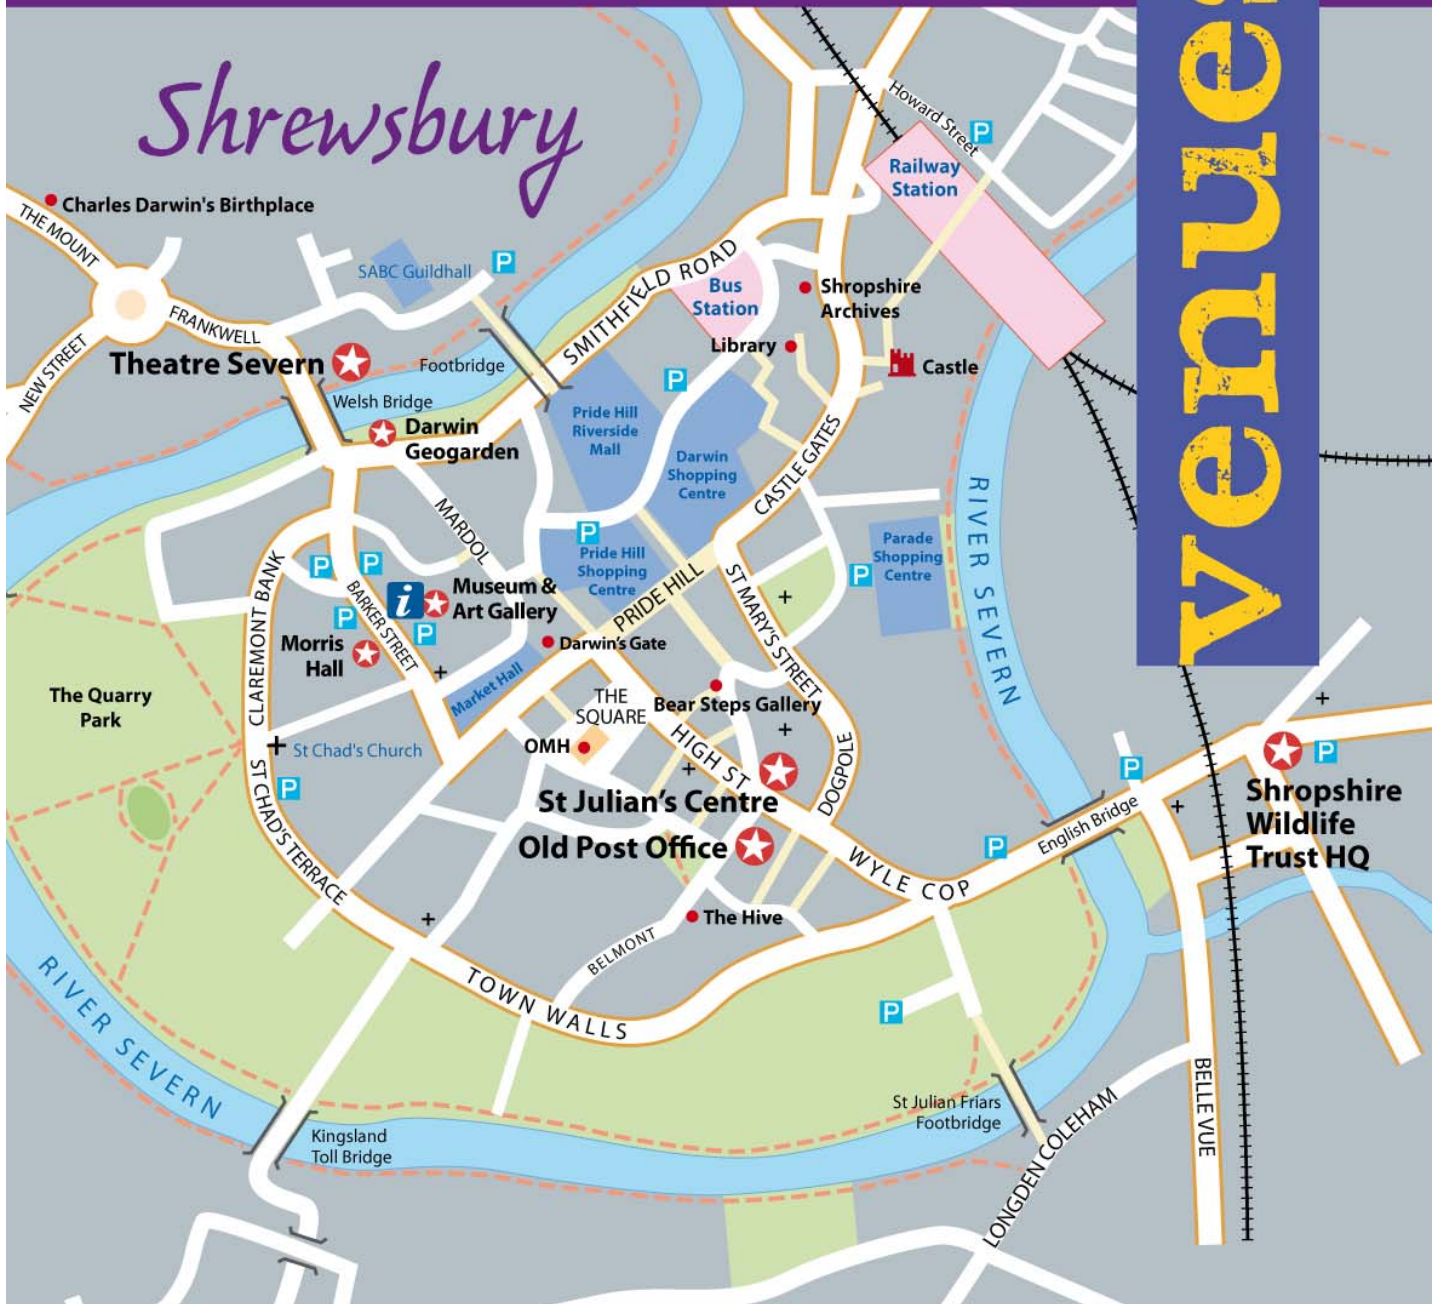 Shrewsbury
venues
Charles Darwin's Birthplace
THE MOUNT
NEW STREET
FRANKWELL
SABC Guildhall
P
Theatre Severn
Footbridge
Welsh Bridge
Darwin
Geogarden
SMITHFIELD ROAD
Howard Street
P
Railway
Station
Bus
Station
Shropshire
Archives
Library
Castle
P
Pride Hill
Riverside
Mall
Darwin
Shopping
Centre
CASTLE GATES
RIVER SEVERN
MARDOL
P
Pride Hill
Shopping
Centre
Parade
Shopping
Centre
P
PRIDE HILL
ST MARY'S STREET
CLAREMONT BANK
P
P
BARKER STREET
i
Museum &
Art Gallery
P
P
Morris
Hall
Darwin's Gate
Market Hall
The Quarry
Park
THE
SQUARE
Bear Steps Gallery
St Chad's Church
OMH
HIGH ST
DOGPOLE
P
ST CHAD'S TERRACE
St Julian's Centre
Old Post Office
WYLE COP
P
English Bridge
P
P
Shropshire
Wildlife
Trust HQ
The Hive
BELMONT
TOWN WALLS
P
RIVER SEVERN
Kingsland
Toll Bridge
St Julian Friars
Footbridge
LONGDEN COLEHAM
BELLE VUE